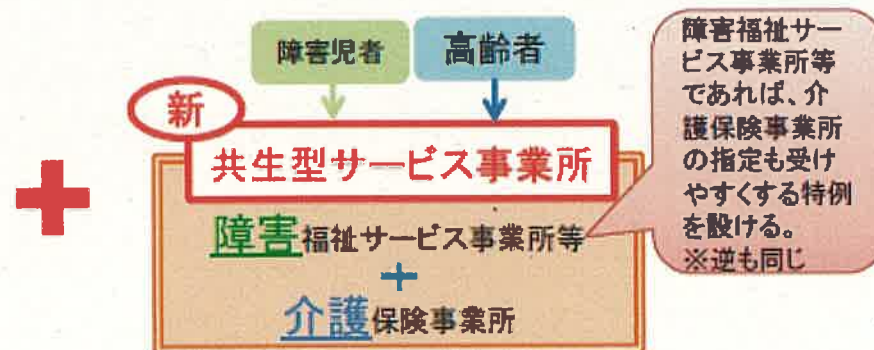 障害児者
高齢者
新
共生型サービス事業所
障害福祉サービス事業所等
+
介護保険事業所
障害福祉サー
ビス事業所等
であれば、介
護保険事業所
の指定も受け
やすくする特例
を設ける。
※逆も同じ